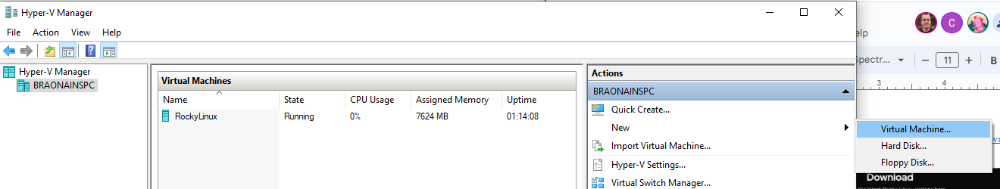 Hyper-V Manager
File Action View Help
Hyper-V Manager
BRAONAINSPC
Virtual Machines
Name State CPU Usage Assigned Memory Uptime
RockyLinux Running 0% 7624 MB 01:14:08
Actions
BRAONAINSPC
Quick Create...
New
Import Virtual Machine...
Hyper-V Settings...
Virtual Switch Manager...
Virtual Machine...
Hard Disk...
Floppy Disk...
C
elp
Spectr... 11 B
3 4
Download